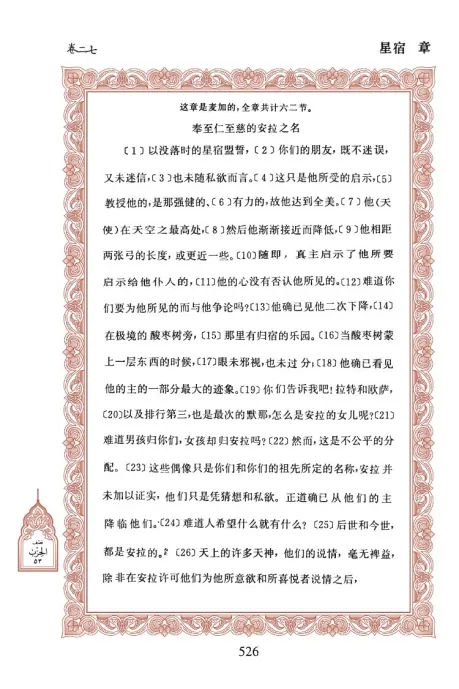 卷二七
星宿 章
这章是麦加的,全章共计六二节。
奉至仁至慈的安拉之名
〔1〕以没落时的星宿盟誓,〔2〕你们的朋友,既不迷误,
又未迷信,〔3〕也未随私欲而言。〔4〕这只是他所受的启示,〔5〕
教授他的,是那强健的、〔6〕有力的,故他达到全美。〔7〕他(天
使)在天空之最高处,〔8〕然后他渐渐接近而降低,〔9〕他相距
两张弓的长度,或更近一些。〔10〕随即,真主启示了他所要
启示给他仆人的,〔11〕他的心没有否认他所见的。〔12〕难道你
们要为他所见的而与他争论吗?〔13〕他确已见他二次下降,〔14〕
在极境的酸枣树旁,〔15〕那里有归宿的乐园。〔16〕当酸枣树蒙
上一层东西的时候,〔17〕眼未邪视,也未过分;〔18〕他确已看见
他的主的一部分最大的迹象。〔19〕你们告诉我吧!拉特和欧萨,
〔20〕以及排行第三,也是最次的默那,怎么是安拉的女儿呢?〔21〕
难道男孩归你们,女孩却归安拉吗?〔22〕然而,这是不公平的分
配。〔23〕这些偶像只是你们和你们的祖先所定的名称,安拉并
未加以证实,他们只是凭猜想和私欲。正道确已从他们的主
降临他们。〔24〕难道人希望什么就有什么?〔25〕后世和今世,
都是安拉的。〔26〕天上的许多天神,他们的说情,毫无裨益,
除非在安拉许可他们为他所意欲和所喜悦者说情之后,
نصف
الحزب
٥٣
526